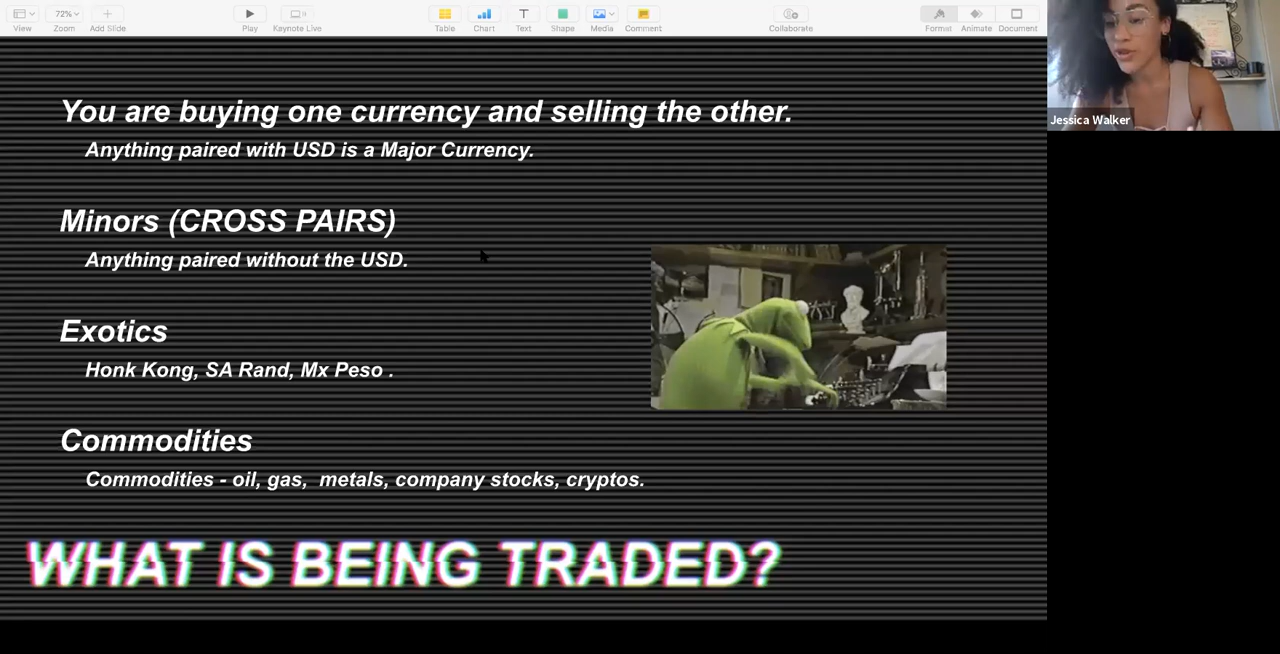 View
72%
Zoom
Add Slide
Play
Keynote Live
Table
Chart
Text
Shape
Media
Comment
Collaborate
Format
Animate
Document
Jessica Walker
You are buying one currency and selling the other.
Anything paired with USD is a Major Currency.
Minors (CROSS PAIRS)
Anything paired without the USD.
Exotics
Honk Kong, SA Rand, Mx Peso .
Commodities
Commodities - oil, gas, metals, company stocks, cryptos.
WHAT IS BEING TRADED?